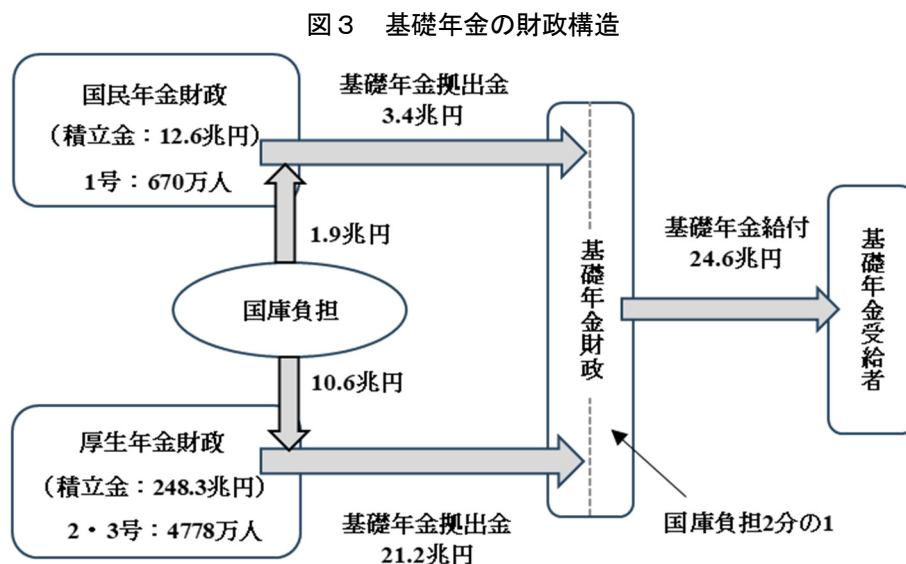 図３　基礎年金の財政構造
国民年金財政
（積立金：12.6兆円）
1号：670万人
基礎年金拠出金
3.4兆円
1.9兆円
国庫負担
10.6兆円
厚生年金財政
（積立金：248.3兆円）
2・3号：4778万人
基礎年金拠出金
21.2兆円
基礎年金財政
国庫負担2分の1
基礎年金給付
24.6兆円
基礎年金受給者